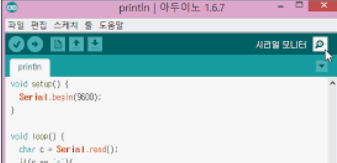 println | 아두이노 1.6.7
파일 편집 스케치 툴 도움말
시리얼 모니터
println
void setup() {
Serial.begin(9600);
}
void loop() {
char c = Serial.read();